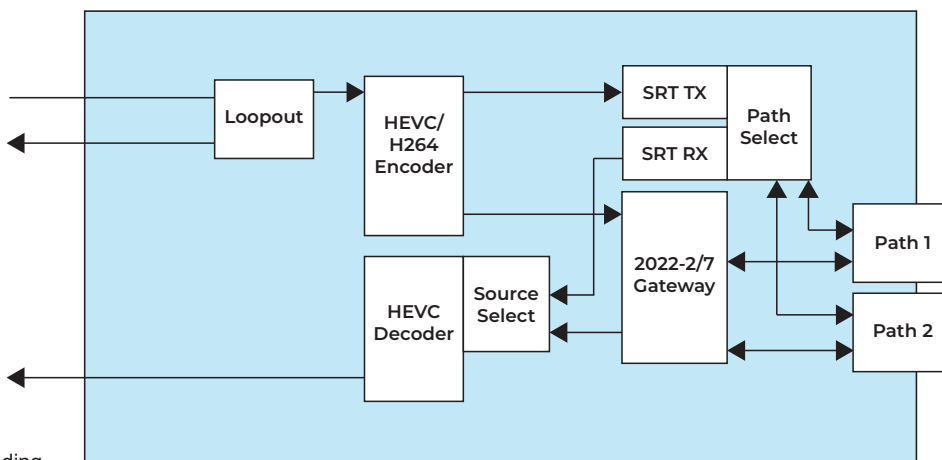 Loopout
HEVC/
H264
Encoder
SRT TX
SRT RX
Path
Select
Path 1
2022-2/7
Gateway
Path 2
HEVC
Decoder
Source
Select